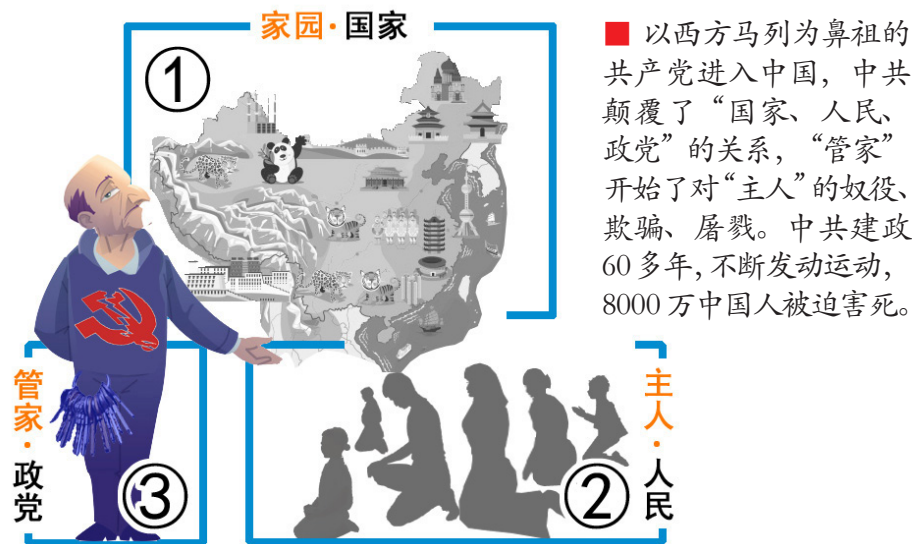 家园·国家
①
■ 以西方马列为鼻祖的
共产党进入中国，中共
颠覆了“国家、人民、
政党”的关系，“管家”
开始了对“主人”的奴役、
欺骗、屠戮。中共建政
60多年，不断发动运动，
8000万中国人被迫害死。
管家·政党
③
②
主人·人民